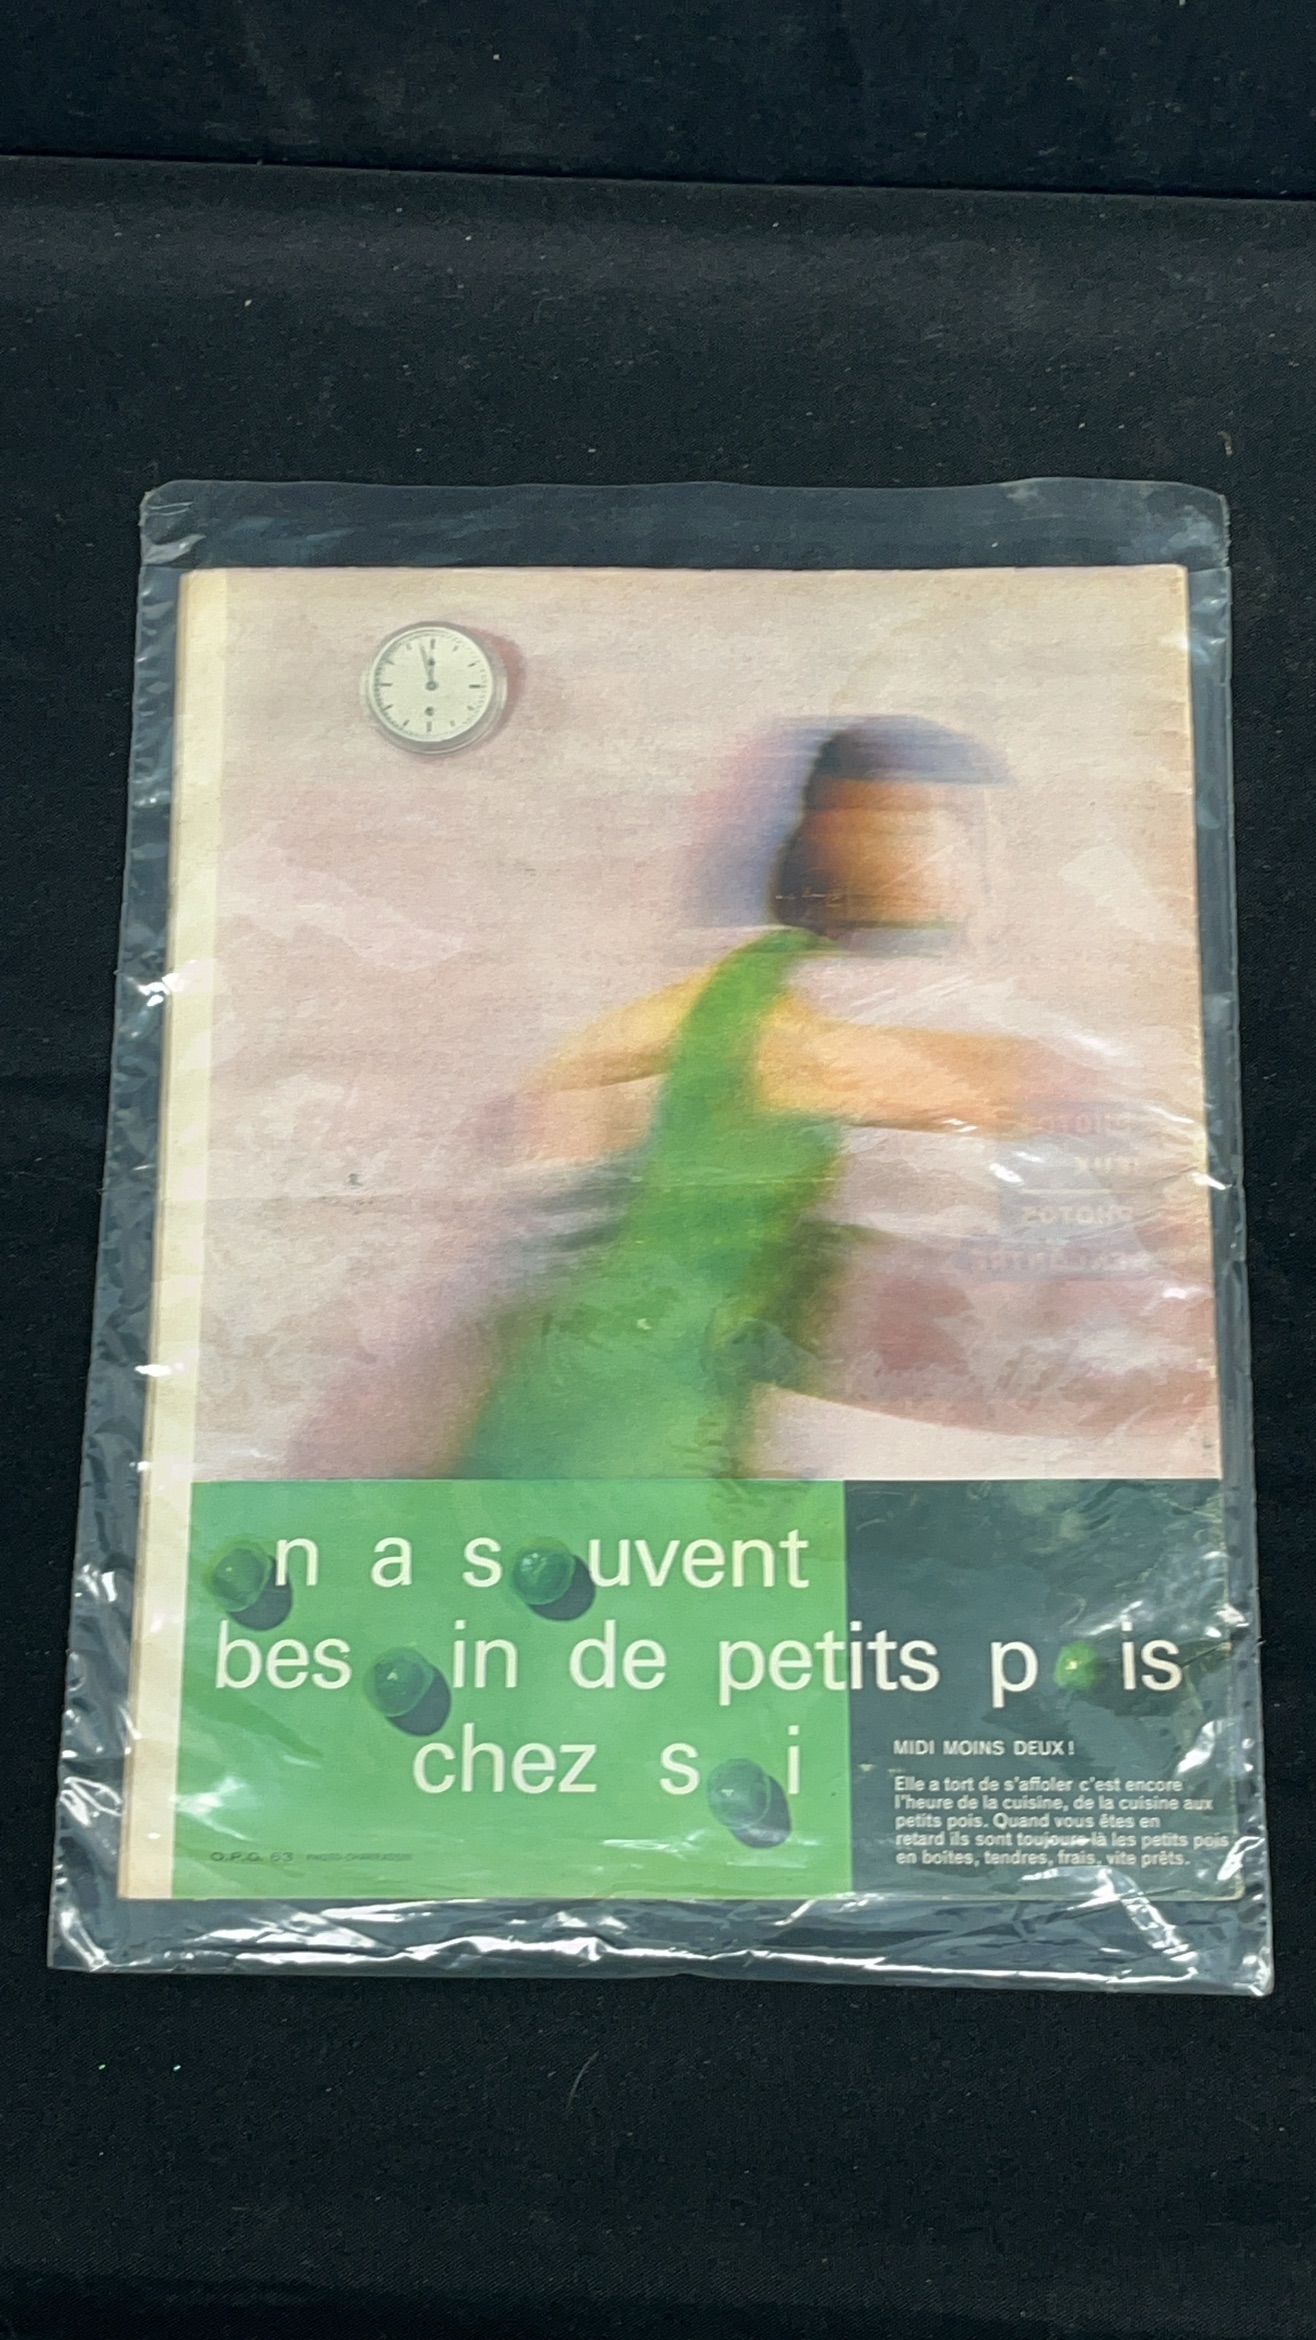 n a s uvent
bes in de petits p is
chez s i
MIDI MOINS DEUX!
Elle a tort de s'affoler c'est encore
l'heure de la cuisine, de la cuisine aux
petits pois. Quand vous êtes en
retard ils sont toujours là les petits pois
en boîtes, tendres, frais, vite prêts.
O.P.G. 63